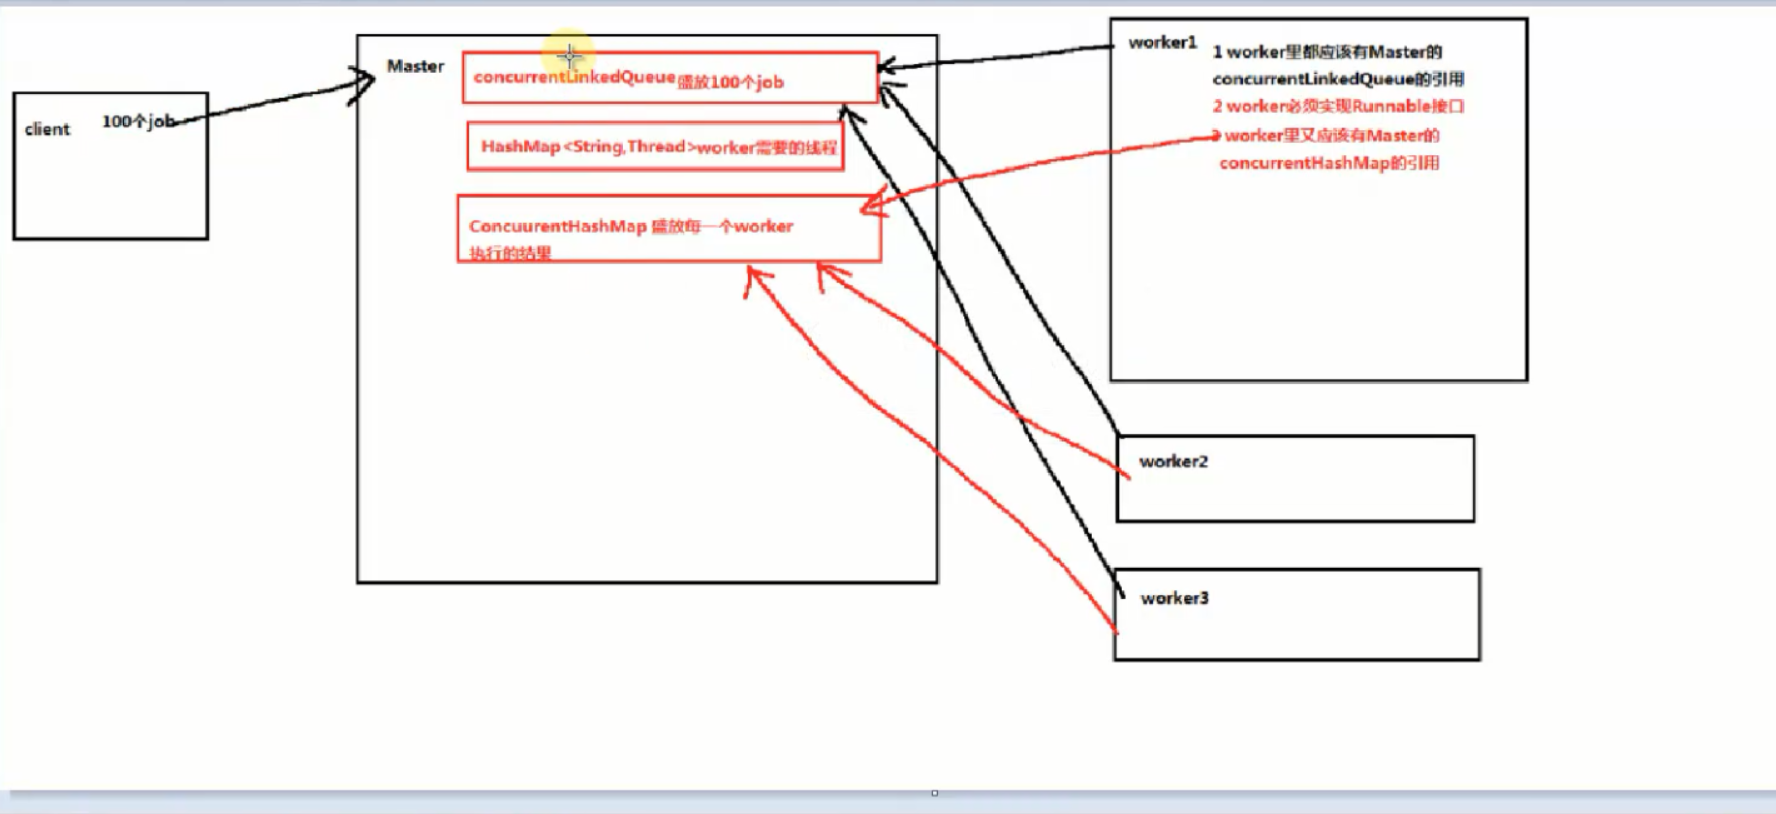 client
100个job
Master
concurrentLinkedQueue盛放100个job
HashMap<String,Thread>worker需要的线程
ConcuurentHashMap 盛放每一个worker
执行的结果
worker1
1 worker里都应该有Master的
concurrentLinkedQueue的引用
2 worker必须实现Runnable接口
3 worker里又应该有Master的
concurrentHashMap的引用
worker2
worker3